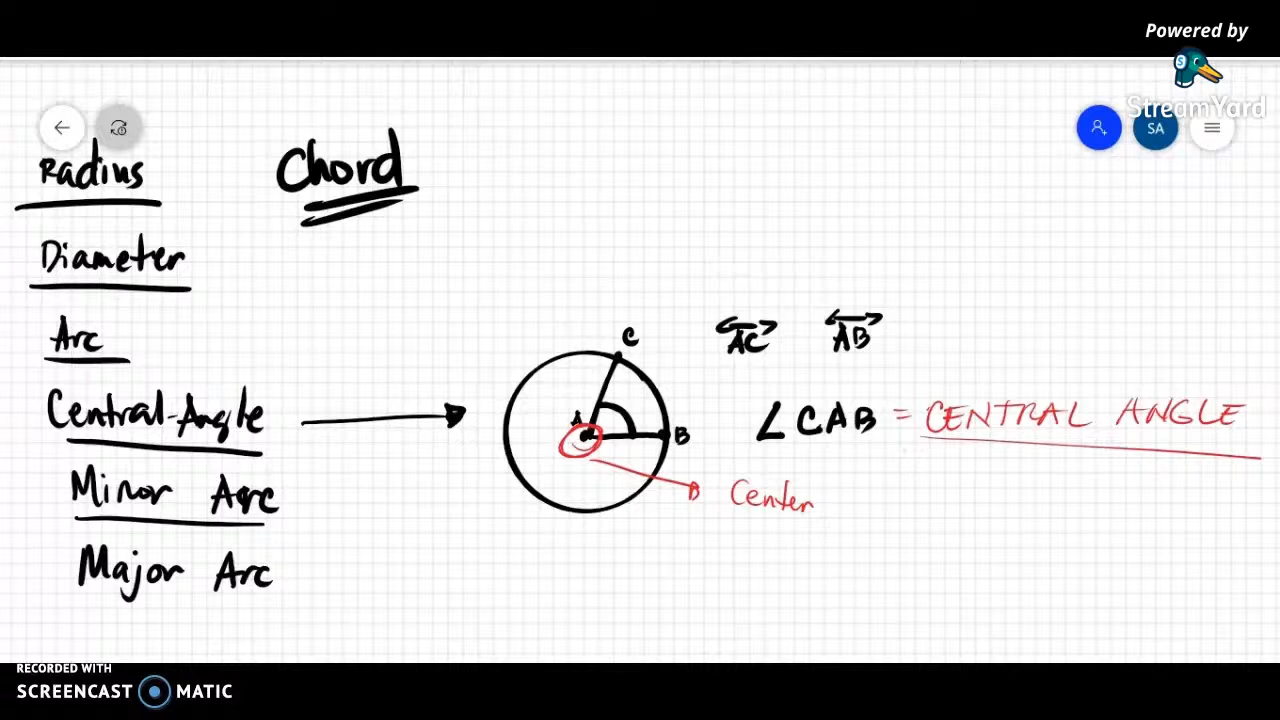 Powered by
StreamYard
SA
Radius
Chord
Diameter
Arc
Central-Angle
Minor Arc
Major Arc
C
A
B
AC AB
∠CAB = CENTRAL ANGLE
Center
RECORDED WITH
SCREENCAST MATIC